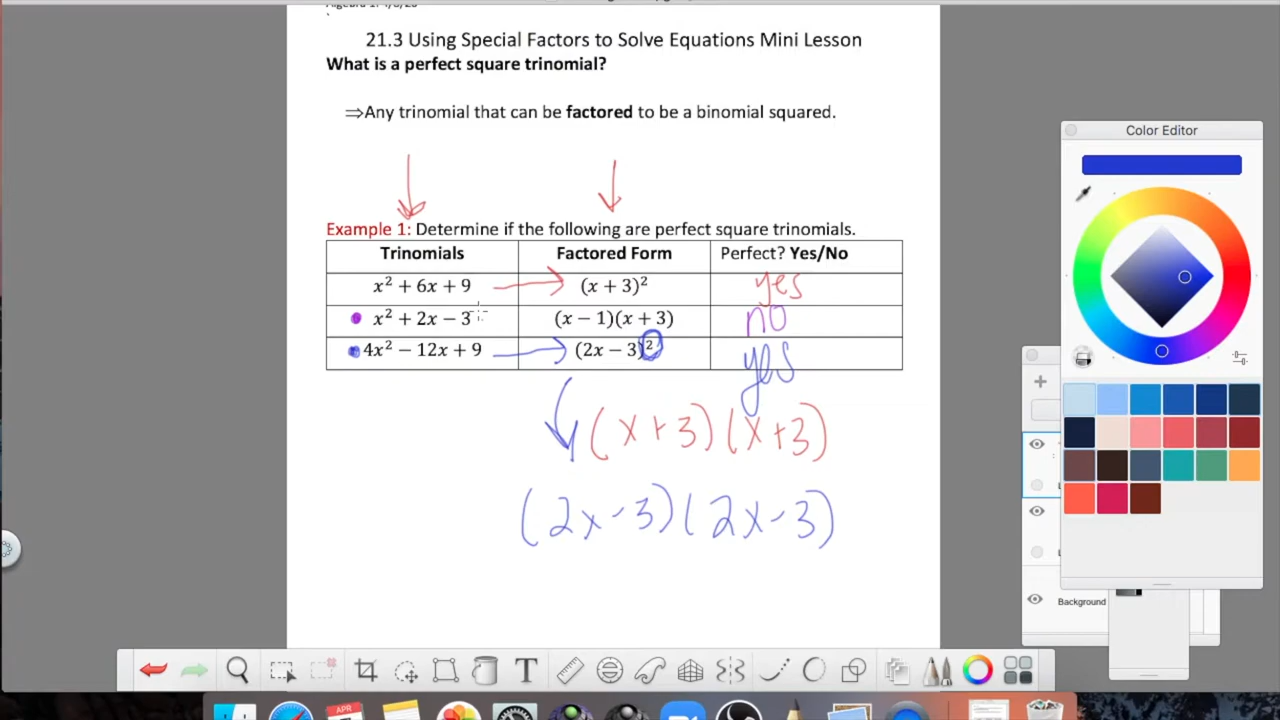 21.3 Using Special Factors to Solve Equations Mini Lesson
What is a perfect square trinomial?
⇒Any trinomial that can be factored to be a binomial squared.
Example 1: Determine if the following are perfect square trinomials.
Trinomials Factored Form Perfect? Yes/No
x² + 6x + 9 (x + 3)² yes
x² + 2x − 3 (x − 1)(x + 3) no
4x² − 12x + 9 (2x − 3)² yes
(x+3)(x+3)
(2x-3)(2x-3)
Color Editor
Background
T
APR